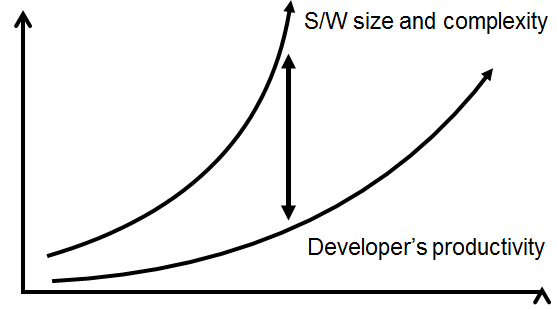 S/W size and complexity
Developer’s productivity